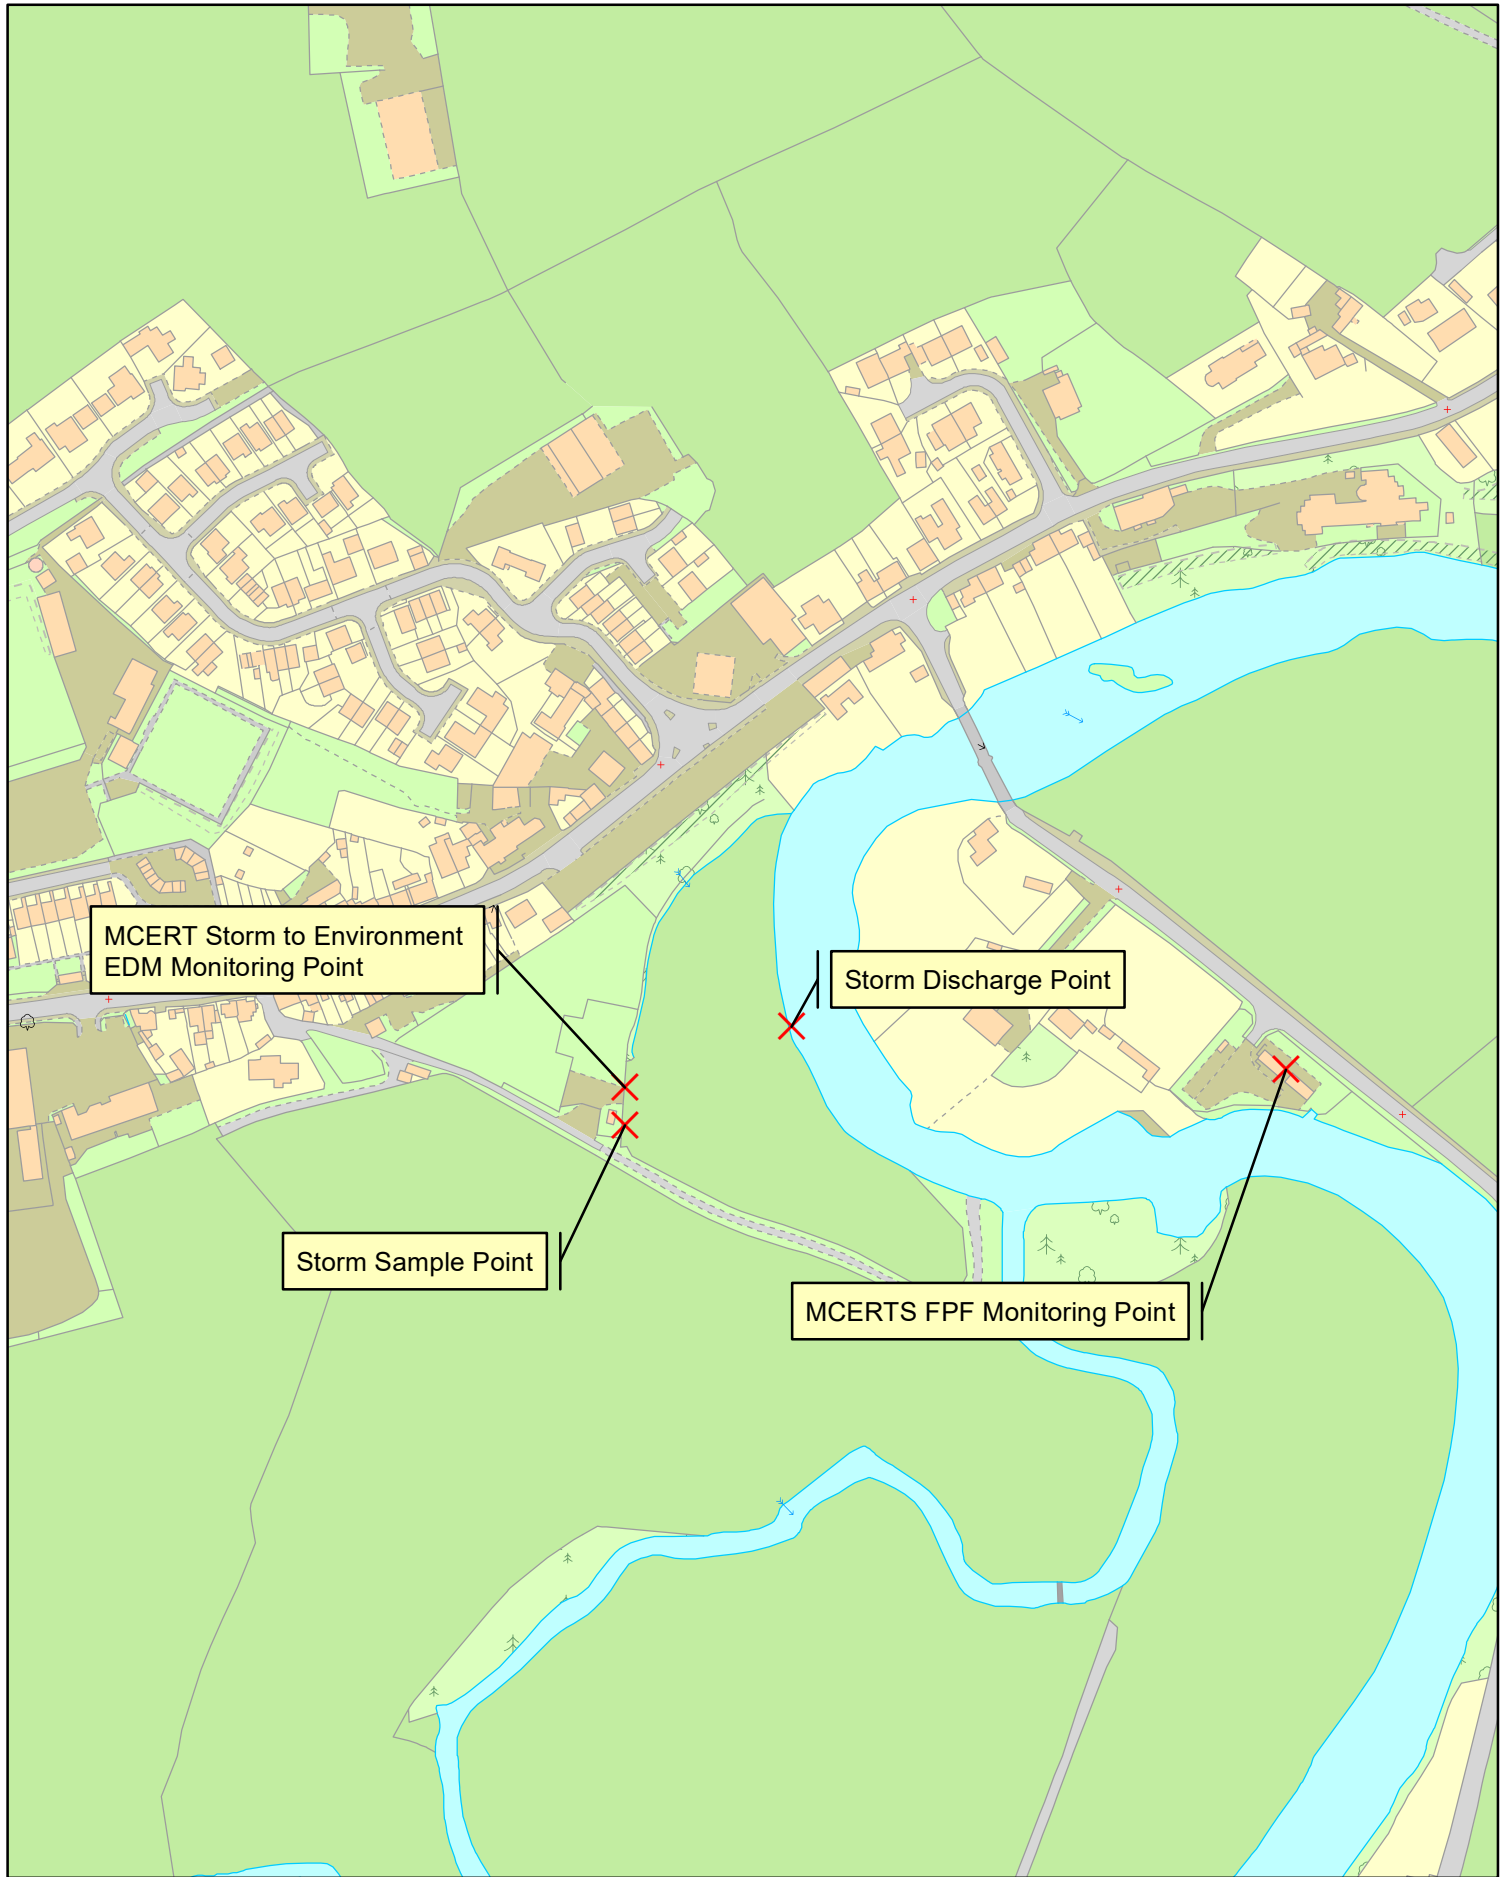 MCERT Storm to Environment
EDM Monitoring Point
Storm Discharge Point
Storm Sample Point
MCERTS FPF Monitoring Point